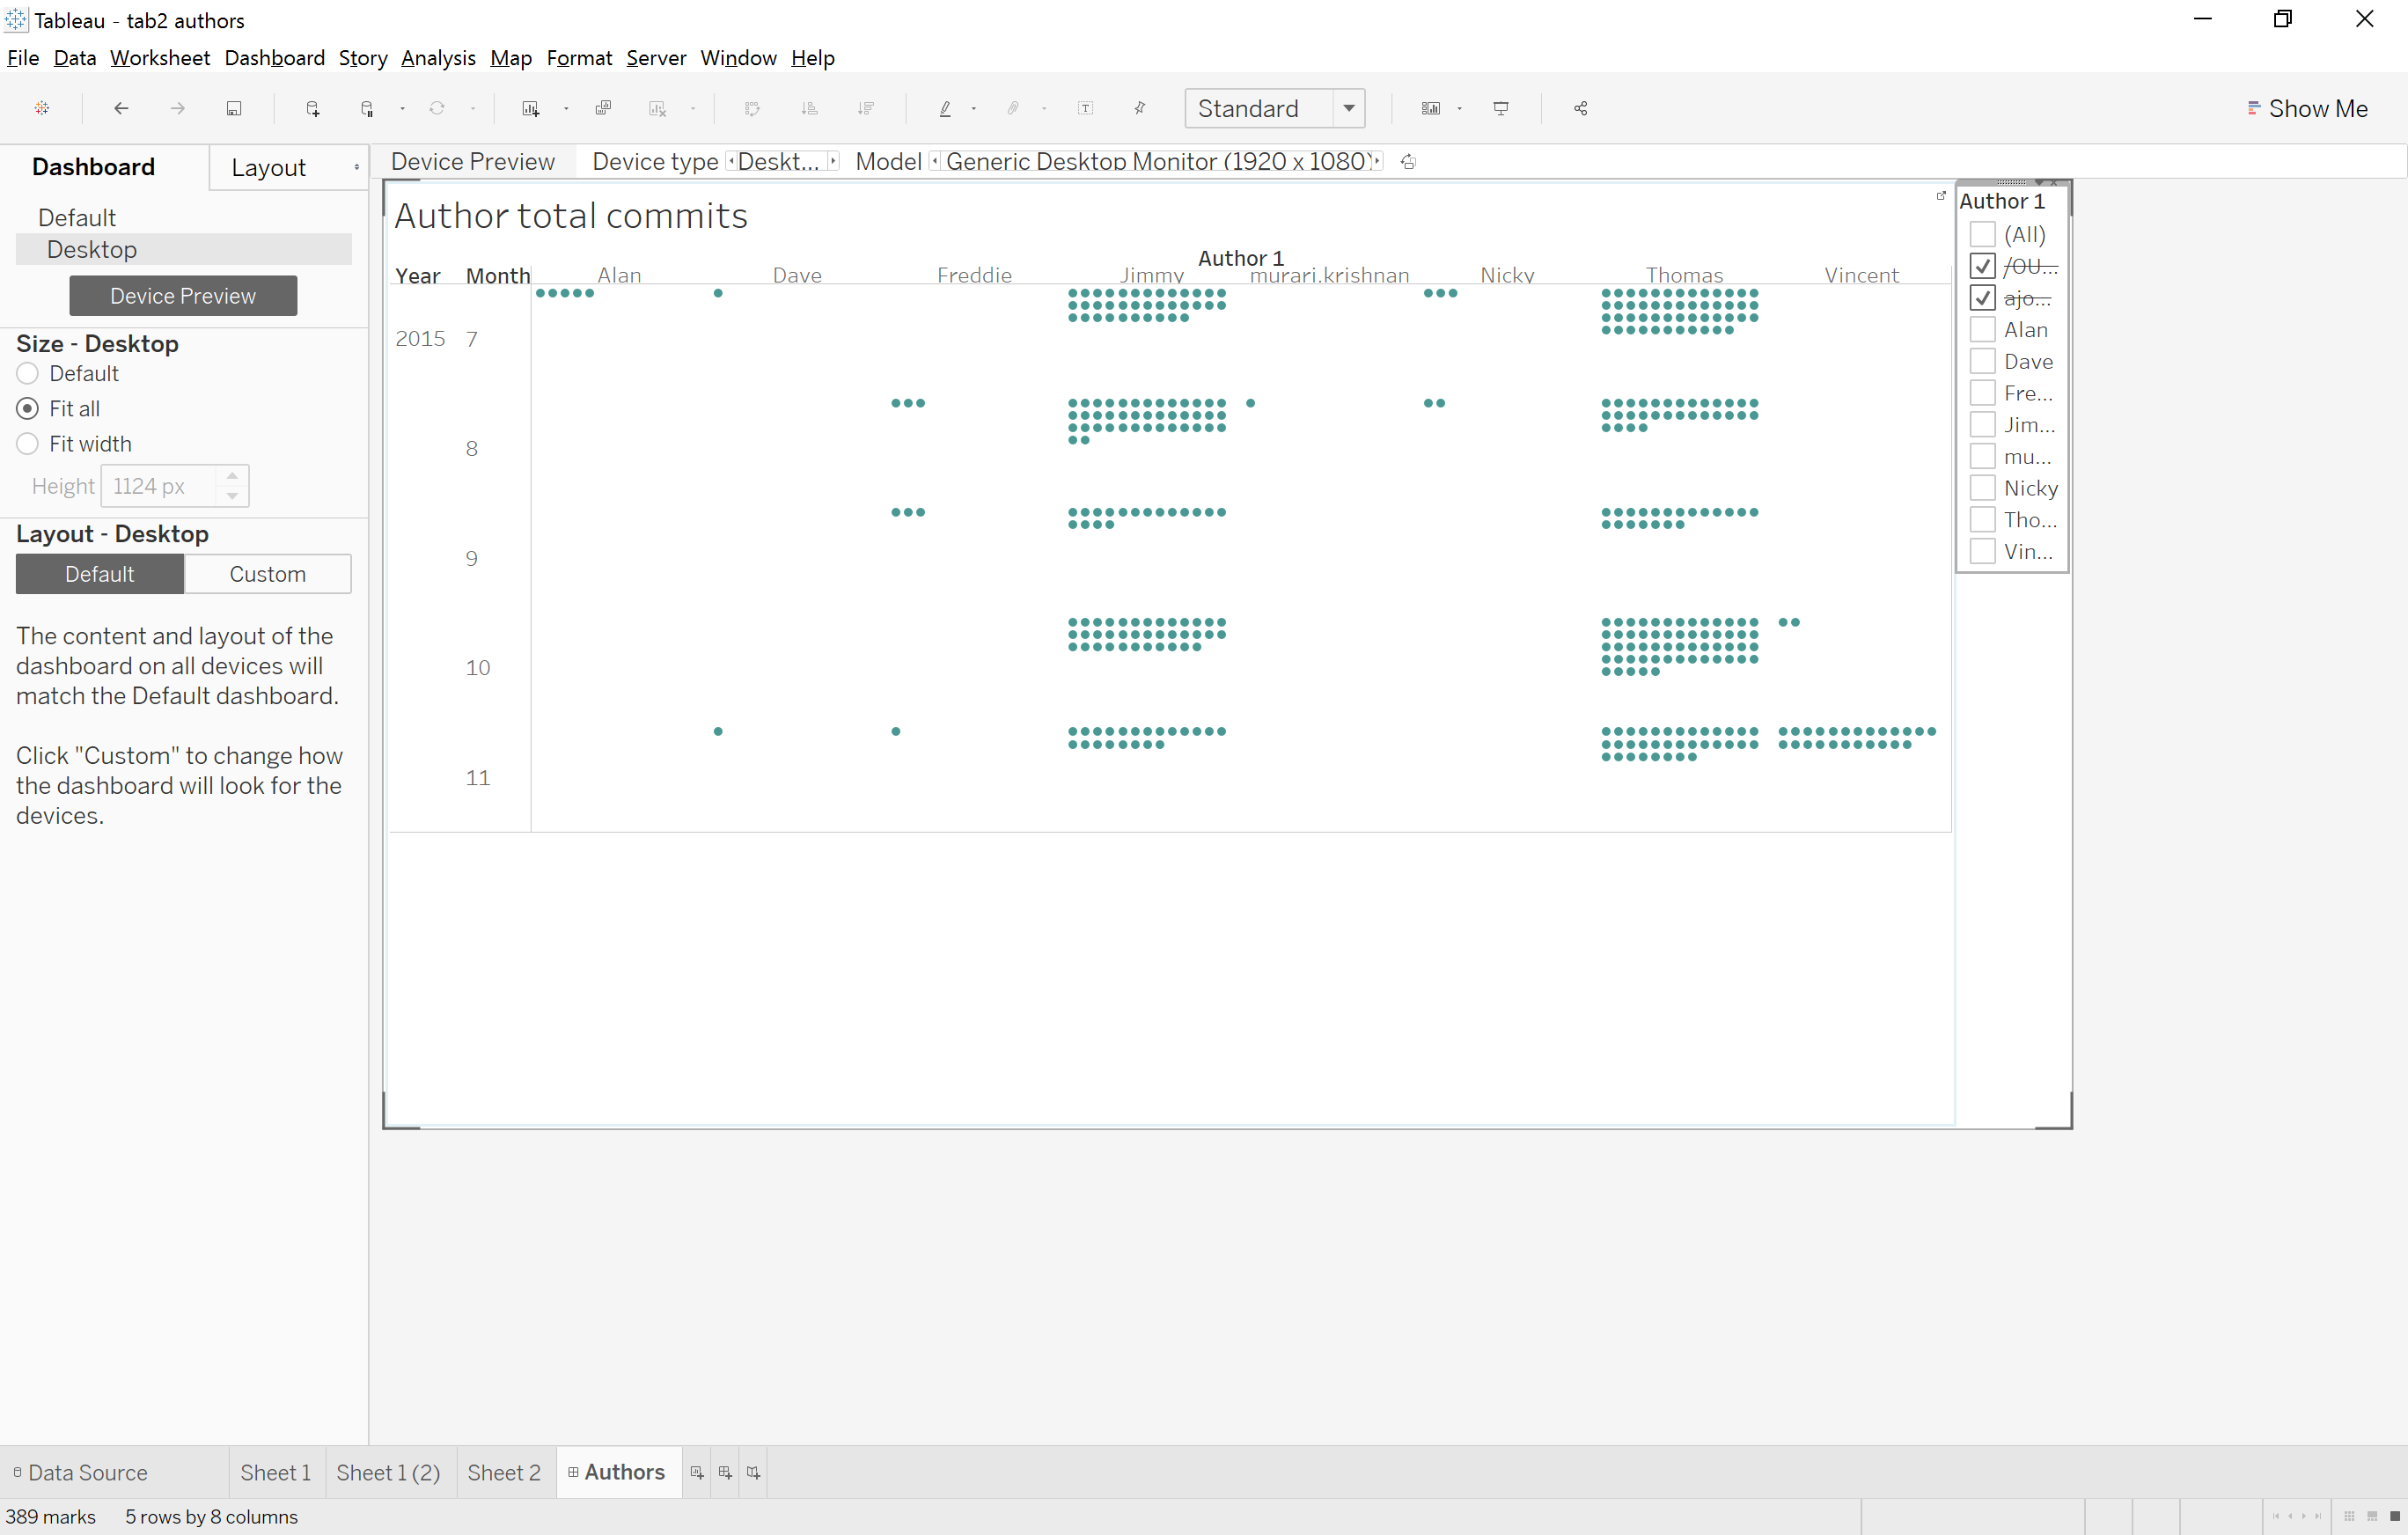 Tableau - tab2 authors
File Data Worksheet Dashboard Story Analysis Map Format Server Window Help
Standard
Show Me
Dashboard
Layout
Default
Desktop
Device Preview
Size - Desktop
Default
Fit all
Fit width
Height 1124 px
Layout - Desktop
Default Custom
The content and layout of the
dashboard on all devices will
match the Default dashboard.
Click "Custom" to change how
the dashboard will look for the
devices.
Device Preview Device type Deskt... Model Generic Desktop Monitor (1920 x 1080)
Author total commits
Author 1
Year Month Alan Dave Freddie Jimmy murari.krishnan Nicky Thomas Vincent
2015 7
8
9
10
11
Author 1
(All)
/OU...
ajo...
Alan
Dave
Fre...
Jim...
mu...
Nicky
Tho...
Vin...
Data Source Sheet 1 Sheet 1 (2) Sheet 2 Authors
389 marks 5 rows by 8 columns